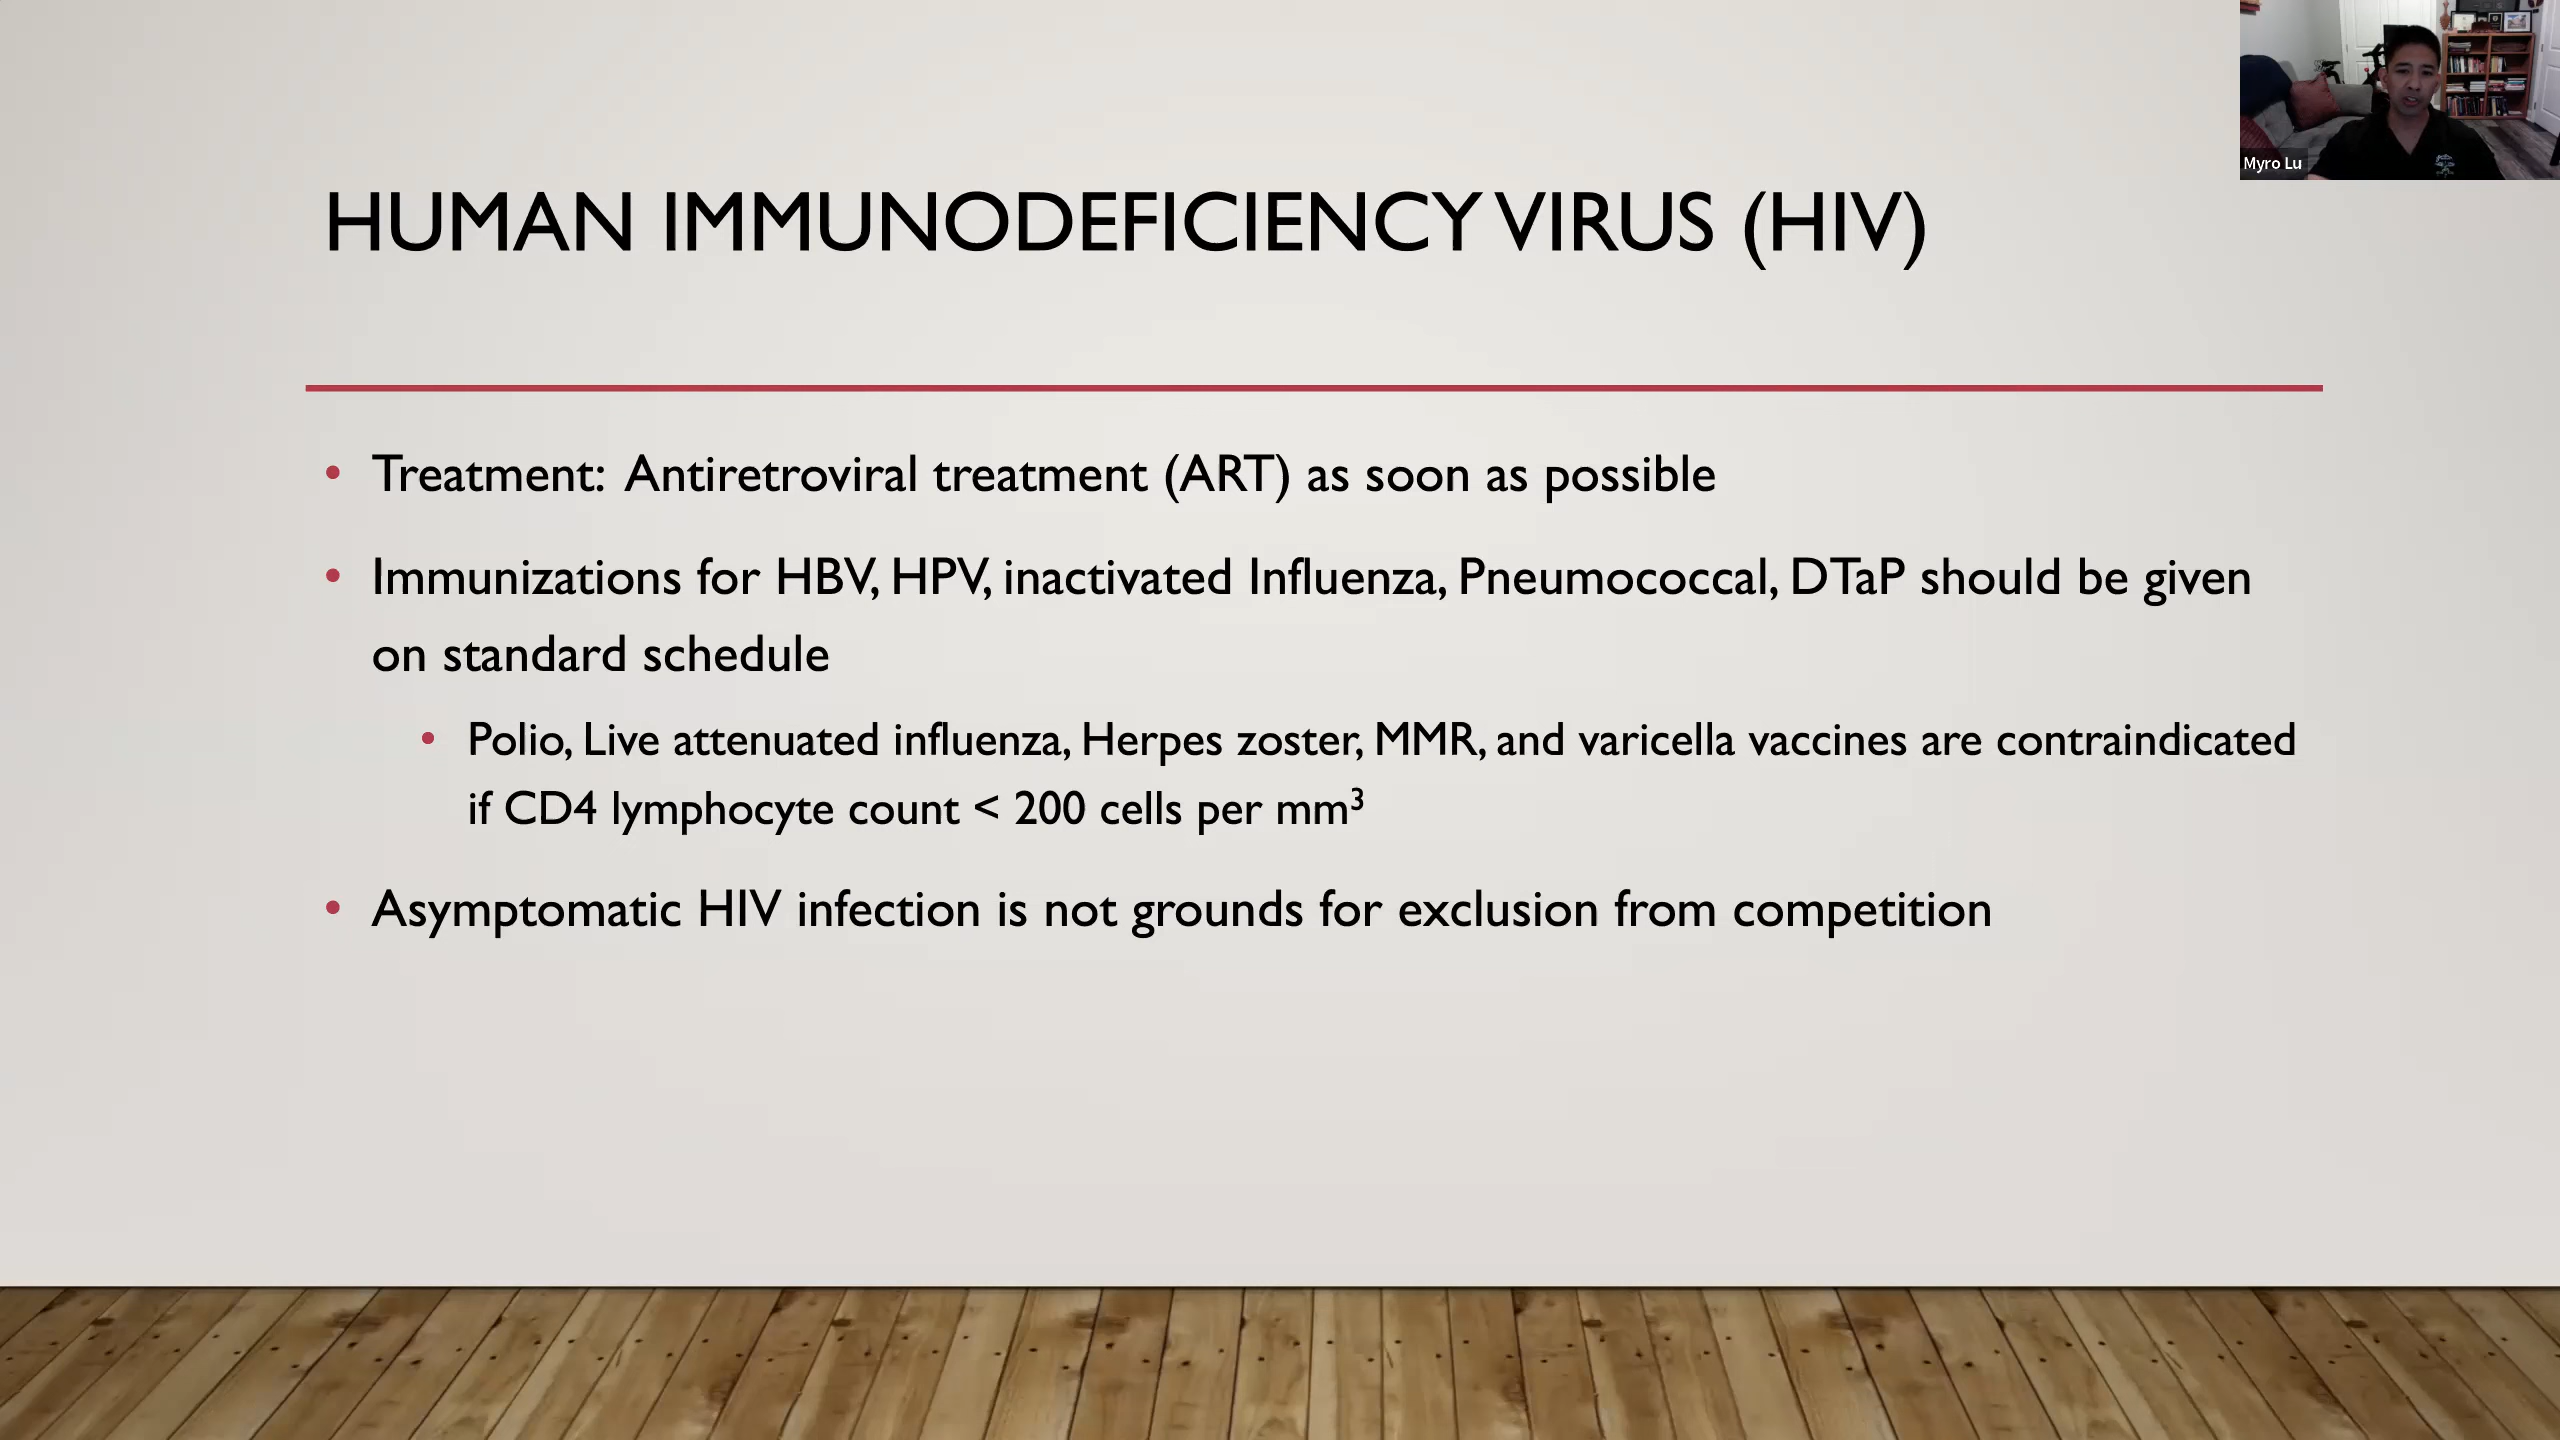 HUMAN IMMUNODEFICIENCY VIRUS (HIV)
Myro Lu
• Treatment: Antiretroviral treatment (ART) as soon as possible
• Immunizations for HBV, HPV, inactivated Influenza, Pneumococcal, DTaP should be given
on standard schedule
• Polio, Live attenuated influenza, Herpes zoster, MMR, and varicella vaccines are contraindicated
if CD4 lymphocyte count < 200 cells per mm³
• Asymptomatic HIV infection is not grounds for exclusion from competition